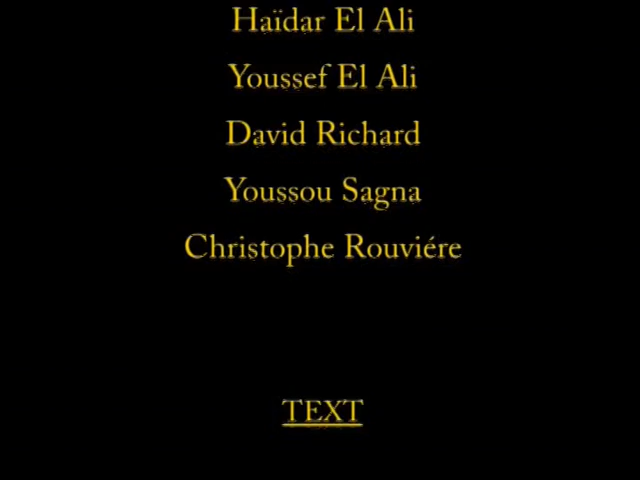 Haïdar El Ali
Youssef El Ali
David Richard
Youssou Sagna
Christophe Rouviére
TEXT